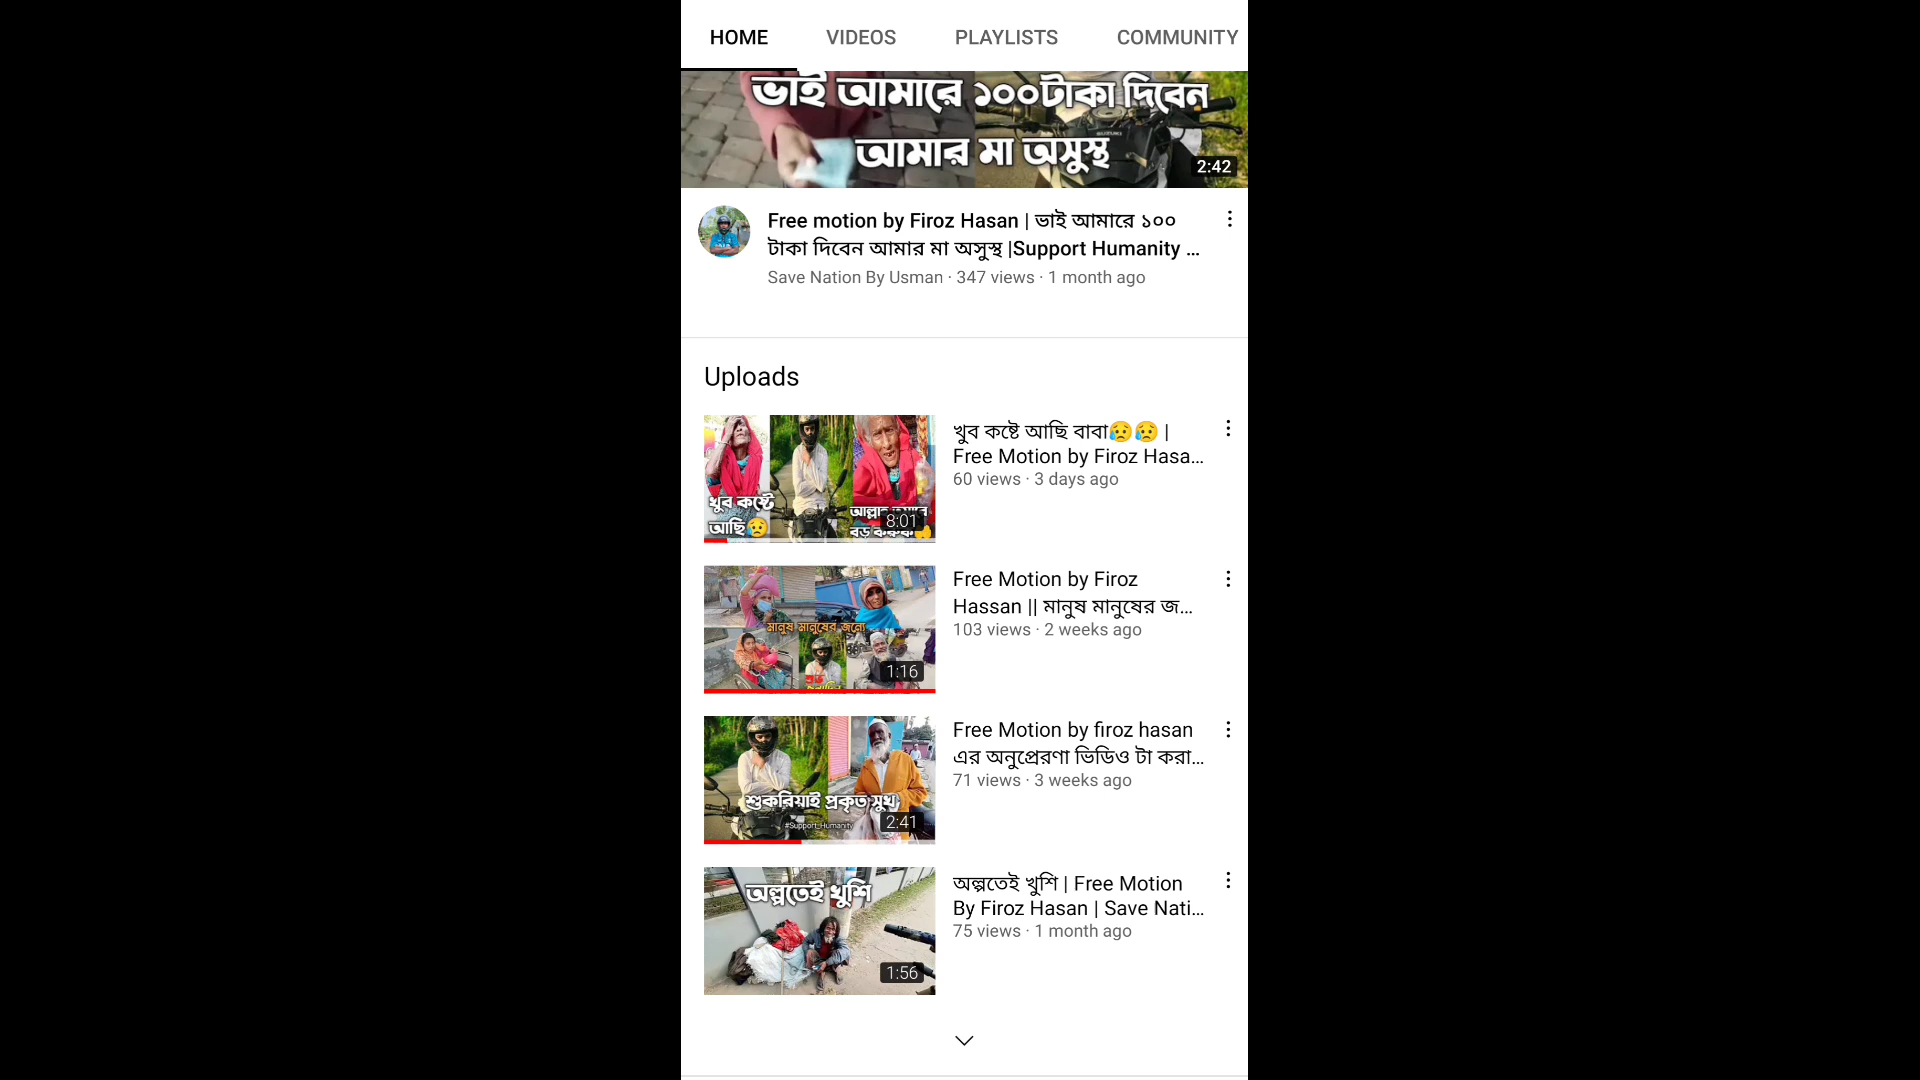 HOME VIDEOS PLAYLISTS COMMUNITY
ভাই আমারে ১০০টাকা দিবেন
আমার মা অসুস্থ
SUZUKI
2:42
Free motion by Firoz Hasan | ভাই আমারে ১০০
টাকা দিবেন আমার মা অসুস্থ |Support Humanity ...
Save Nation By Usman · 347 views · 1 month ago
Uploads
খুব কষ্টে
আছি😥
আল্লাহ
বড় করুক
8:01
খুব কষ্টে আছি বাবা😥😥 |
Free Motion by Firoz Hasa...
60 views · 3 days ago
মানুষ মানুষের জন্যে
1:16
Free Motion by Firoz
Hassan || মানুষ মানুষের জ...
103 views · 2 weeks ago
শুকরিয়াই প্রকৃত সুখ
#Support_Humanity
2:41
Free Motion by firoz hasan
এর অনুপ্রেরণা ভিডিও টা করা...
71 views · 3 weeks ago
অল্পতেই খুশি
1:56
অল্পতেই খুশি | Free Motion
By Firoz Hasan | Save Nati...
75 views · 1 month ago